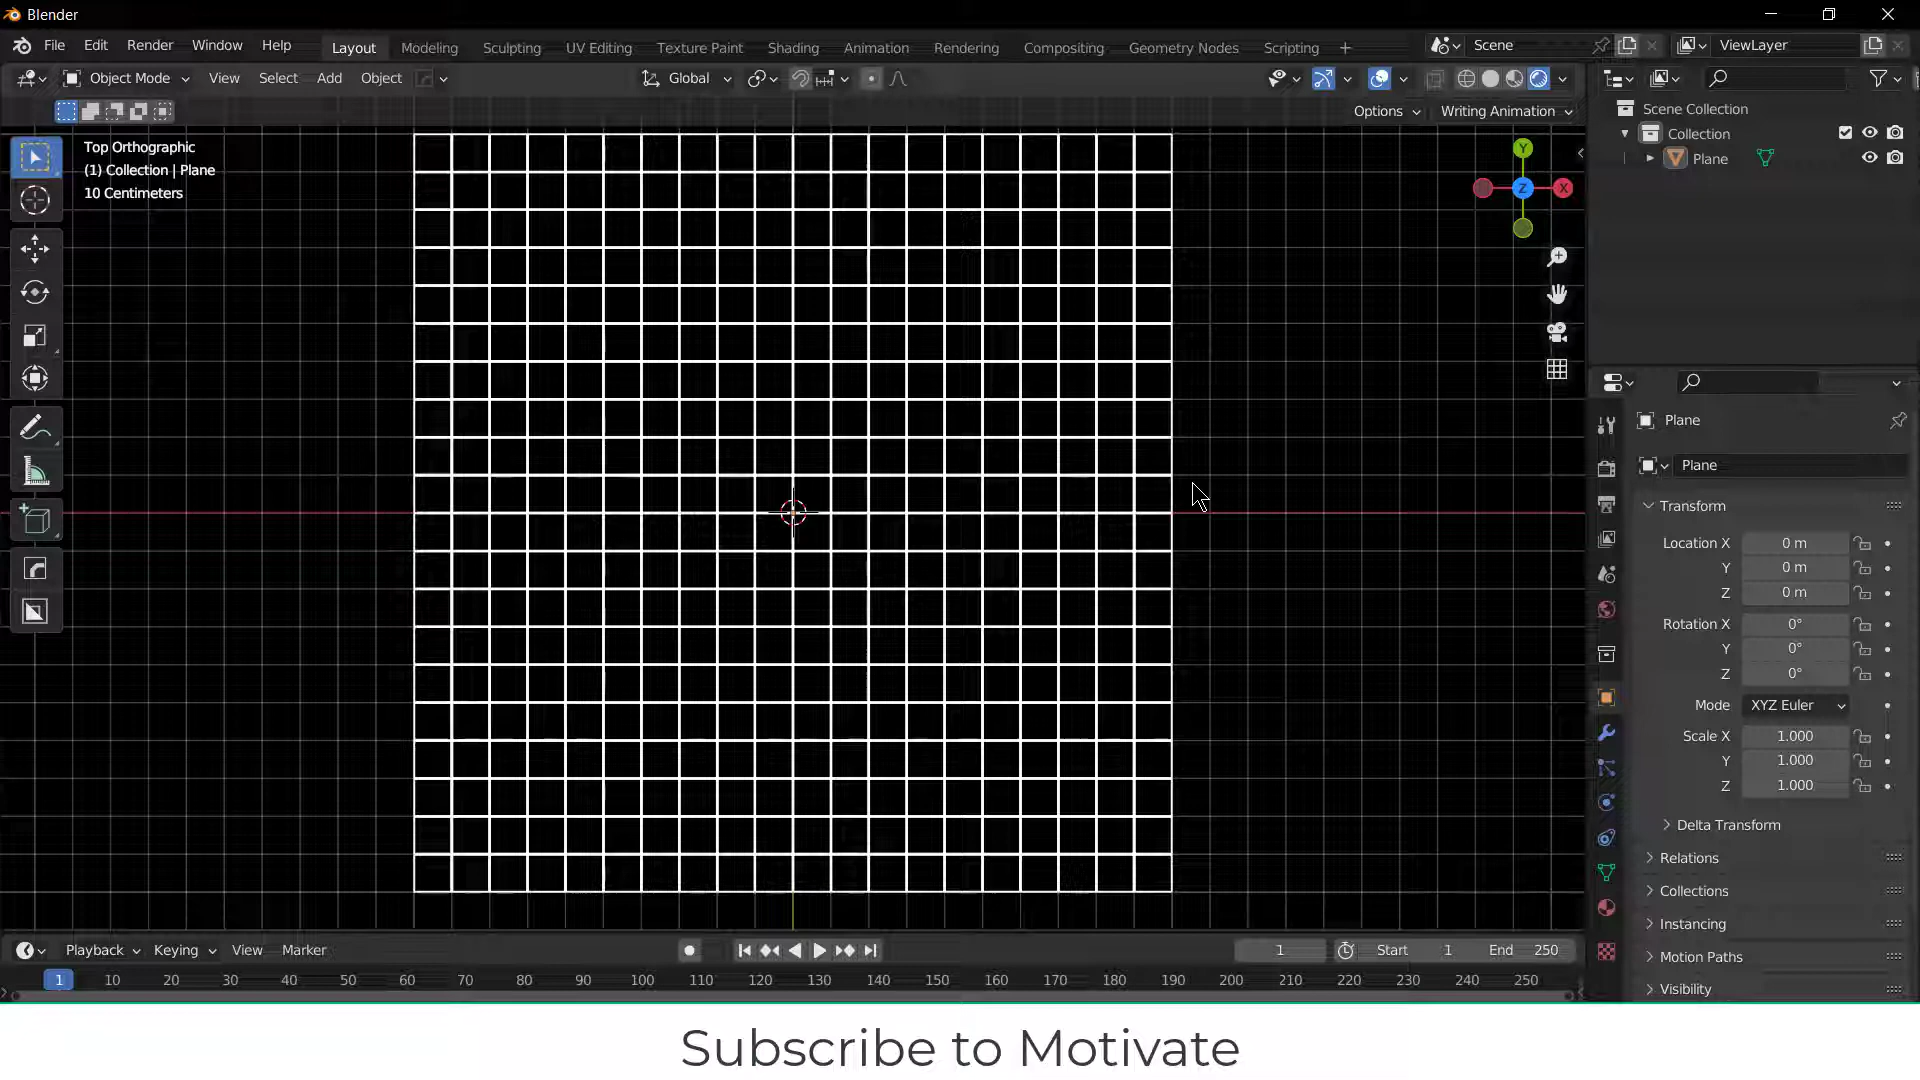 Blender
File Edit Render Window Help Layout Modeling Sculpting UV Editing Texture Paint Shading Animation Rendering Compositing Geometry Nodes Scripting + Scene ViewLayer
Object Mode View Select Add Object Global
Options Writing Animation
Top Orthographic
(1) Collection | Plane
10 Centimeters
Y
Z X
Scene Collection
Collection
Plane
Plane
Plane
Transform
Location X 0 m
Y 0 m
Z 0 m
Rotation X 0°
Y 0°
Z 0°
Mode XYZ Euler
Scale X 1.000
Y 1.000
Z 1.000
Delta Transform
Relations
Collections
Instancing
Motion Paths
Visibility
Playback Keying View Marker 1 Start 1 End 250
1 10 20 30 40 50 60 70 80 90 100 110 120 130 140 150 160 170 180 190 200 210 220 230 240 250
Subscribe to Motivate